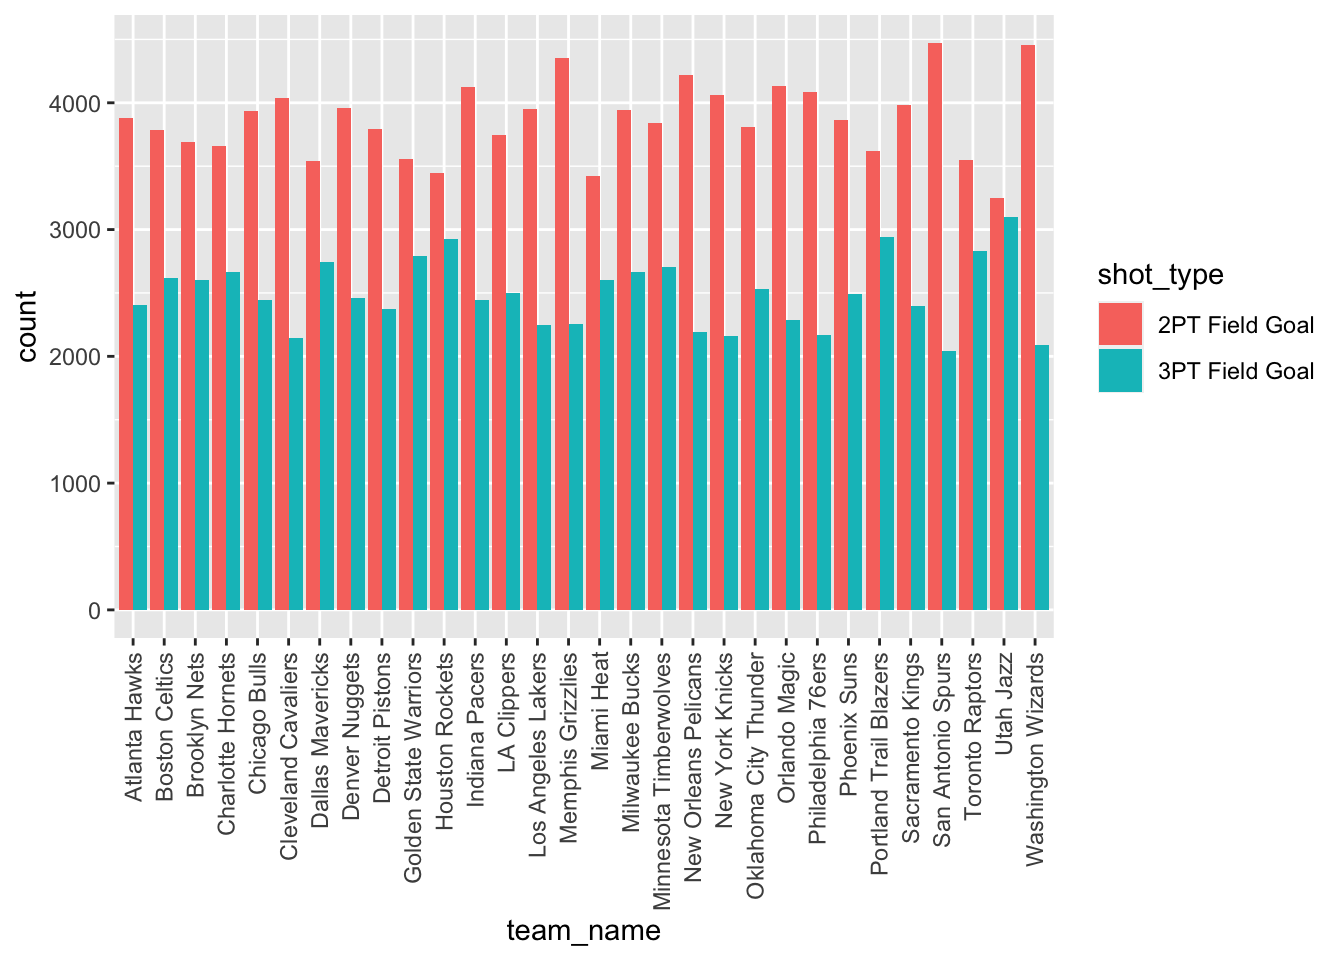 count
4000
3000
2000
1000
0
Atlanta Hawks
Boston Celtics
Brooklyn Nets
Charlotte Hornets
Chicago Bulls
Cleveland Cavaliers
Dallas Mavericks
Denver Nuggets
Detroit Pistons
Golden State Warriors
Houston Rockets
Indiana Pacers
LA Clippers
Los Angeles Lakers
Memphis Grizzlies
Miami Heat
Milwaukee Bucks
Minnesota Timberwolves
New Orleans Pelicans
New York Knicks
Oklahoma City Thunder
Orlando Magic
Philadelphia 76ers
Phoenix Suns
Portland Trail Blazers
Sacramento Kings
San Antonio Spurs
Toronto Raptors
Utah Jazz
Washington Wizards
team_name
shot_type
2PT Field Goal
3PT Field Goal